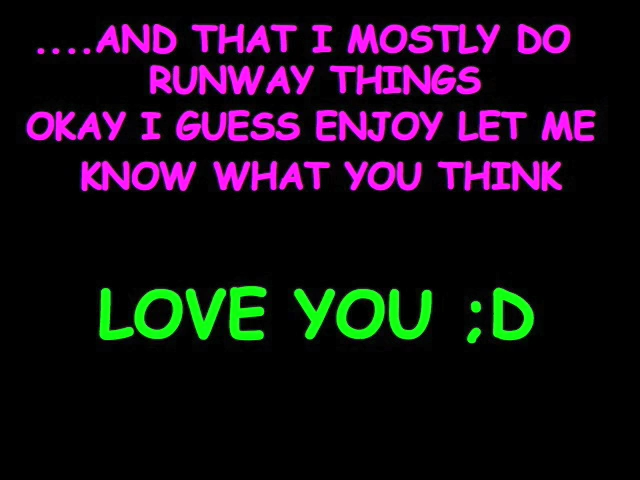 ....AND THAT I MOSTLY DO
RUNWAY THINGS
OKAY I GUESS ENJOY LET ME
KNOW WHAT YOU THINK
LOVE YOU ;D